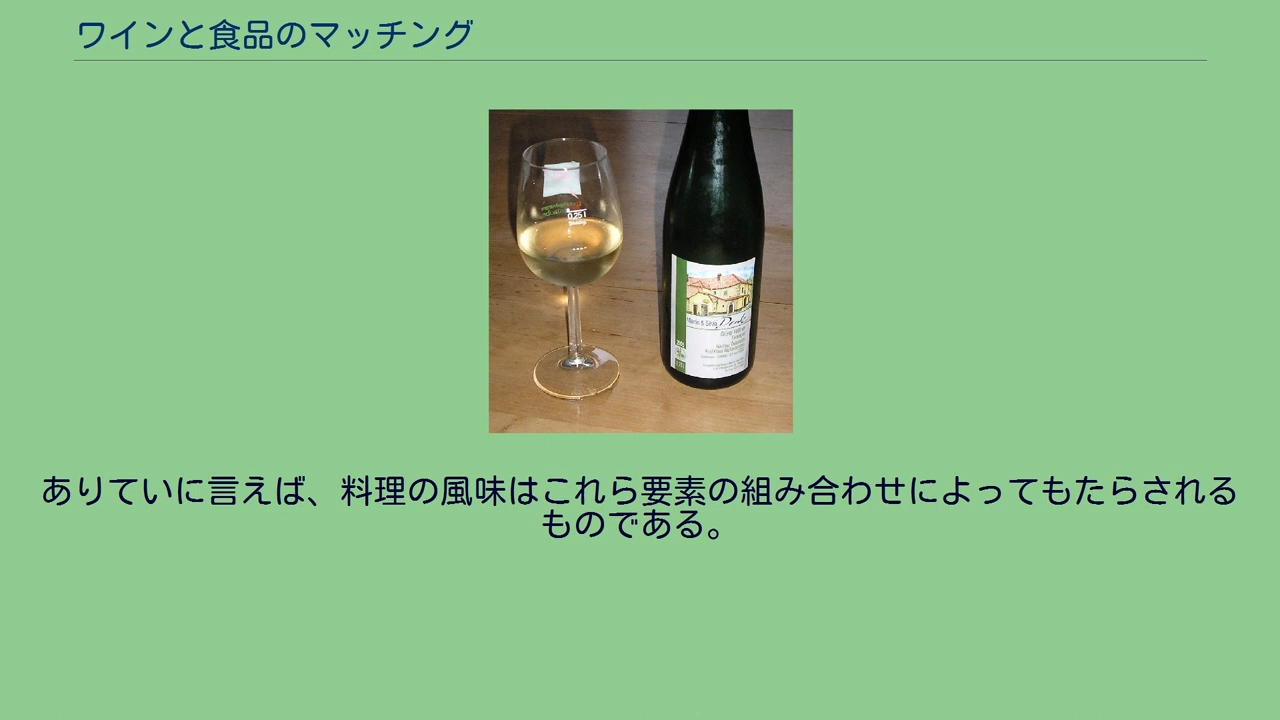 ワインと食品のマッチング
0,25 l
ありていに言えば、料理の風味はこれら要素の組み合わせによってもたらされる
ものである。